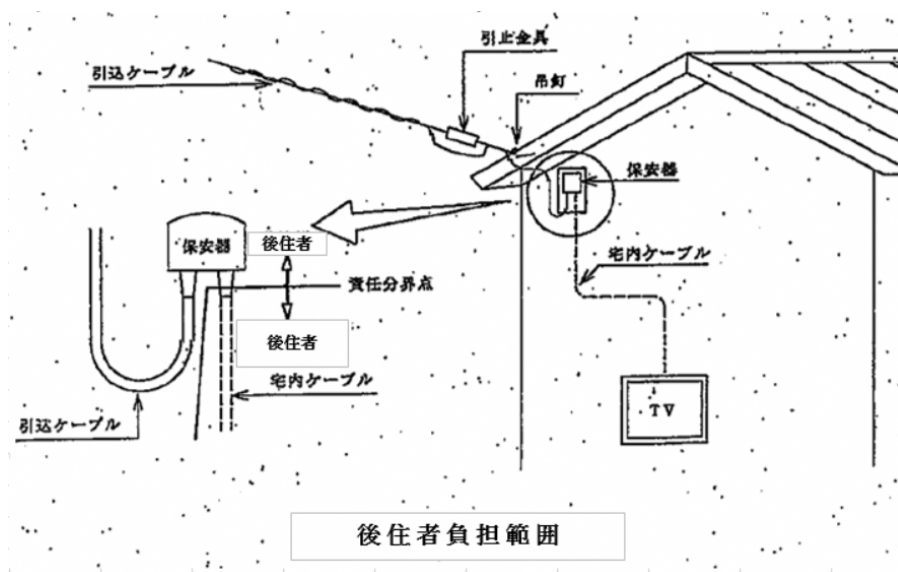 引止金具
引込ケーブル
吊釘
保安器
保安器
後住者
宅内ケーブル
責任分界点
後住者
宅内ケーブル
TV
引込ケーブル
後住者負担範囲